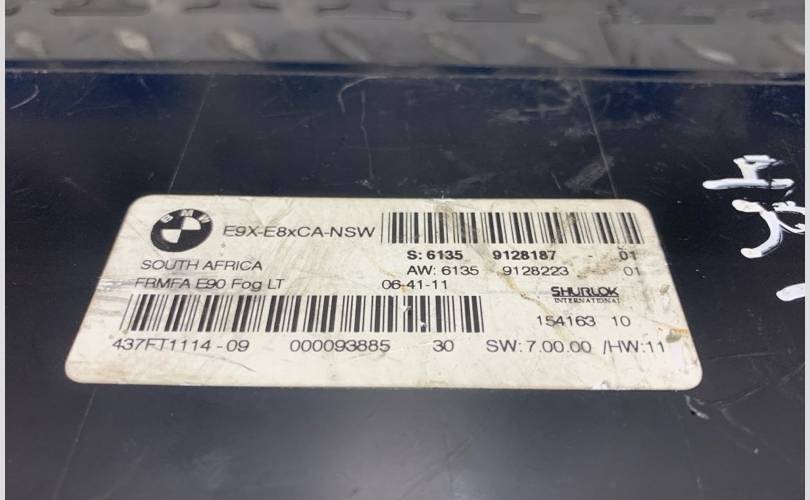 BMW
E9X-E8xCA-NSW
S: 6135 9128187 01
SOUTH AFRICA AW: 6135 9128223 01
FRMFA E90 Fog LT 06-41-11 SHURLOK
INTERNATIONAL
154163 10
437FT1114-09 000093885 30 SW: 7.00.00 /HW:11